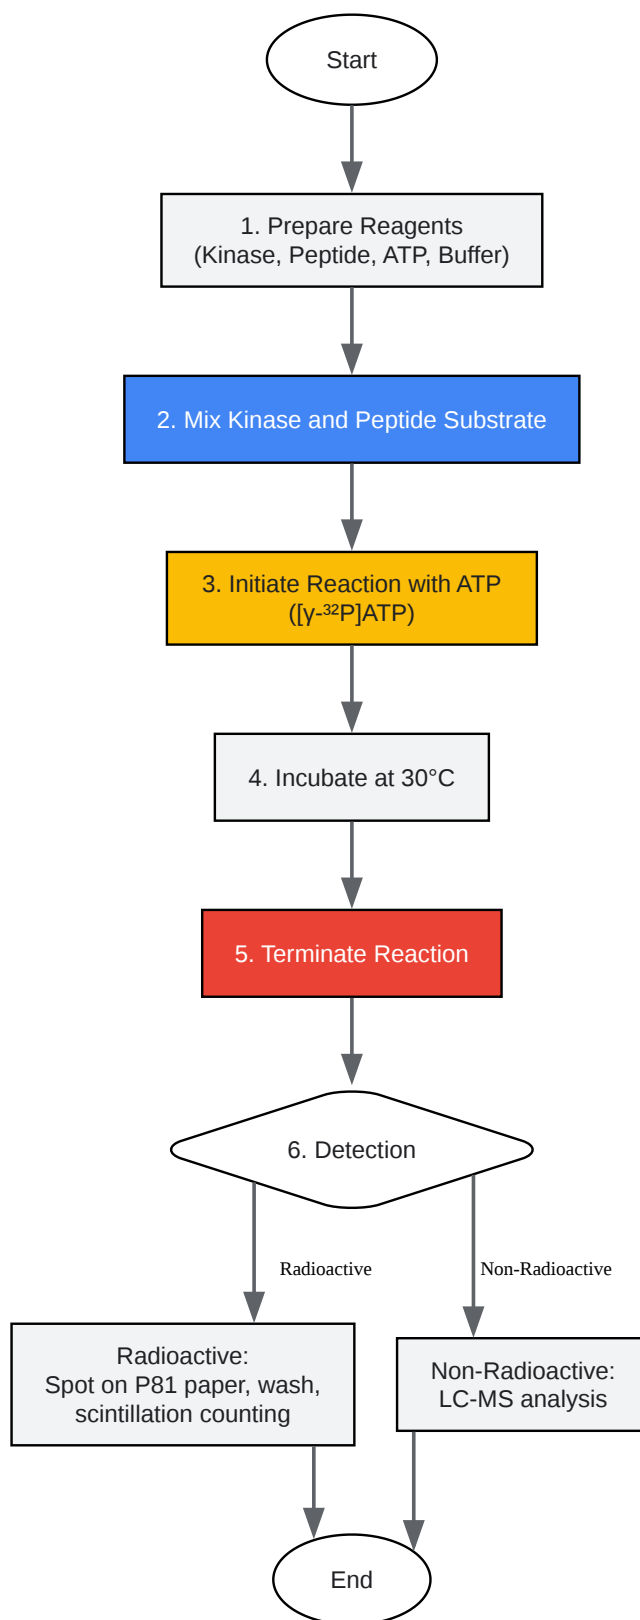 Start
1. Prepare Reagents
(Kinase, Peptide, ATP, Buffer)
2. Mix Kinase and Peptide Substrate
3. Initiate Reaction with ATP
([γ-³²P]ATP)
4. Incubate at 30°C
5. Terminate Reaction
6. Detection
Radioactive
Non-Radioactive
Radioactive:
Spot on P81 paper, wash,
scintillation counting
Non-Radioactive:
LC-MS analysis
End